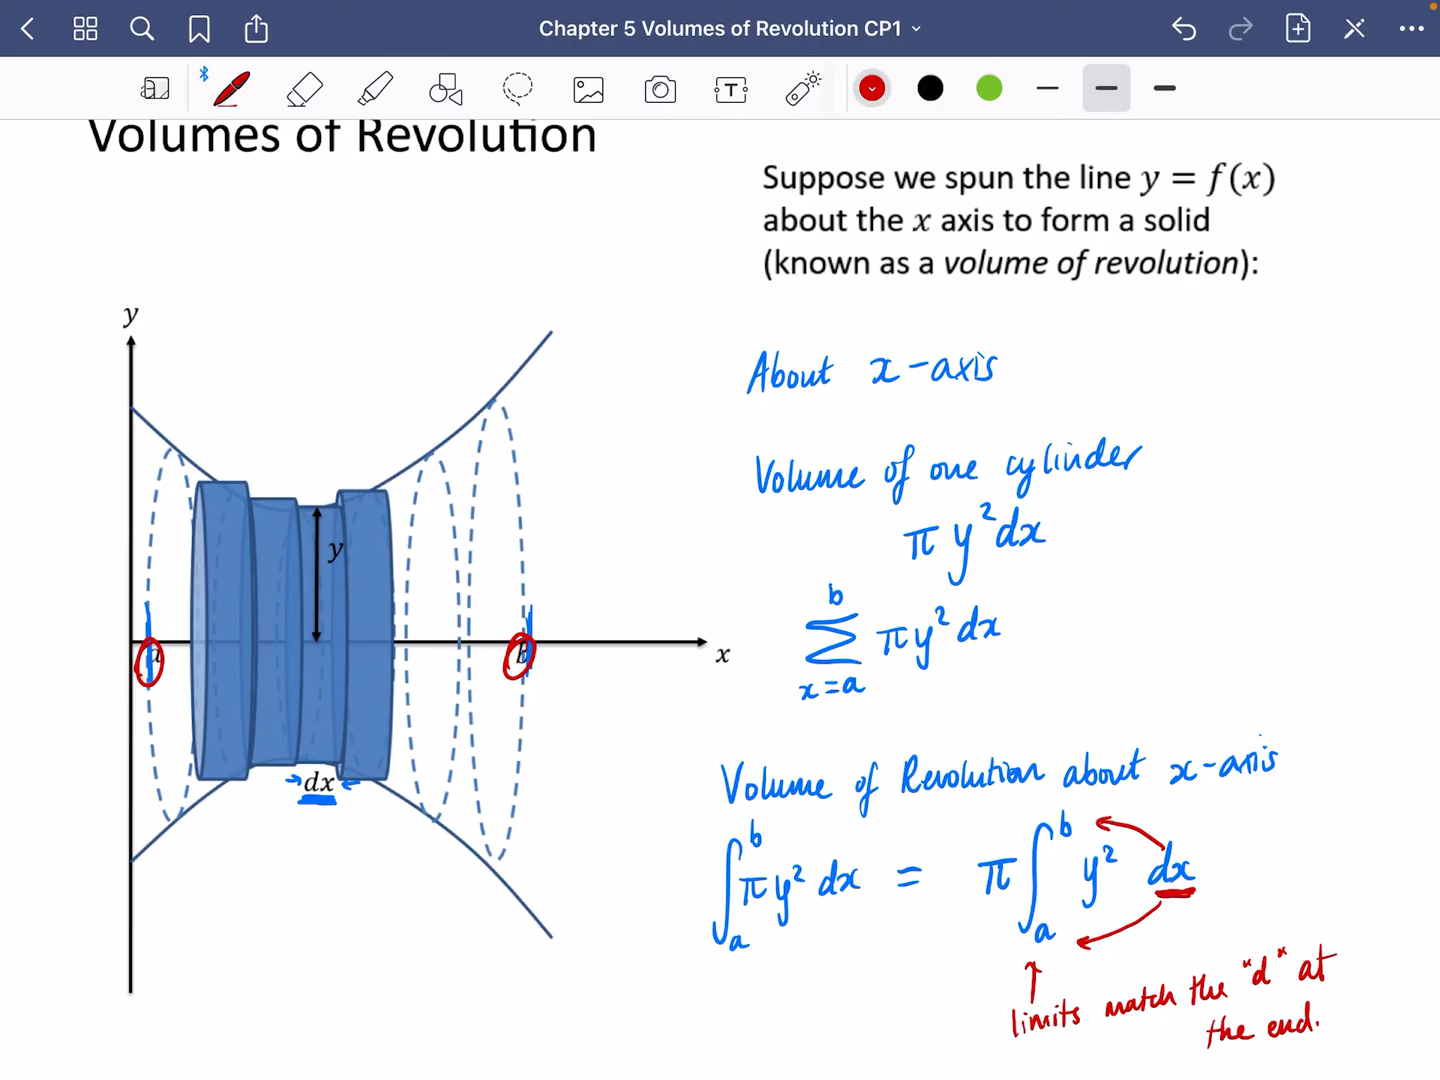 Chapter 5 Volumes of Revolution CP1
Volumes of Revolution
Suppose we spun the line y = f(x)
about the x axis to form a solid
(known as a volume of revolution):
y
About x-axis
Volume of one cylinder
πy²dx
y
b
∑ πy² dx
x=a
a
b
x
dx
Volume of Revolution about x-axis
∫ₐᵇ πy² dx = π ∫ₐᵇ y² dx
limits match the "d" at
the end.